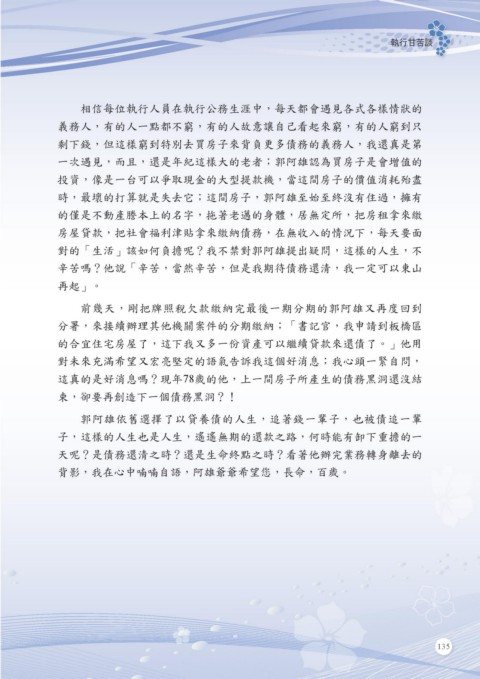 執行甘苦談
相信每位執行人員在執行公務生涯中，每天都會遇見各式各樣情狀的
義務人，有的人一點都不窮，有的人故意讓自己看起來窮，有的人窮到只
剩下錢，但這樣窮到特別去買房子來背負更多債務的義務人，我還真是第
一次遇見，而且，還是年紀這樣大的老者；郭阿雄認為買房子是會增值的
投資，像是一台可以爭取現金的大型提款機，當這間房子的價值消耗殆盡
時，最壞的打算就是失去它；這間房子，郭阿雄至始至終沒有住過，擁有
的僅是不動產謄本上的名字，拖著老邁的身體，居無定所，把房租拿來繳
房屋貸款，把社會福利津貼拿來繳納債務，在無收入的情況下，每天要面
對的「生活」該如何負擔呢？我不禁對郭阿雄提出疑問，這樣的人生，不
辛苦嗎？他說「辛苦，當然辛苦，但是我期待債務還清，我一定可以東山
再起」。
前幾天，剛把牌照稅欠款繳納完最後一期分期的郭阿雄又再度回到
分署，來接續辦理其他機關案件的分期繳納；「書記官，我申請到板橋區
的合宜住宅房屋了，這下我又多一份資產可以繼續貸款來還債了。」他用
對未來充滿希望又宏亮堅定的語氣告訴我這個好消息；我心頭一緊自問，
這真的是好消息嗎？現年78歲的他，上一間房子所產生的債務黑洞還沒結
束，卻要再創造下一個債務黑洞？！
郭阿雄依舊選擇了以貸養債的人生，追著錢一輩子，也被債追一輩
子，這樣的人生也是人生，遙遙無期的還款之路，何時能有卸下重擔的一
天呢？是債務還清之時？還是生命終點之時？看著他辦完業務轉身離去的
背影，我在心中喃喃自語，阿雄爺爺希望您，長命，百歲。
135